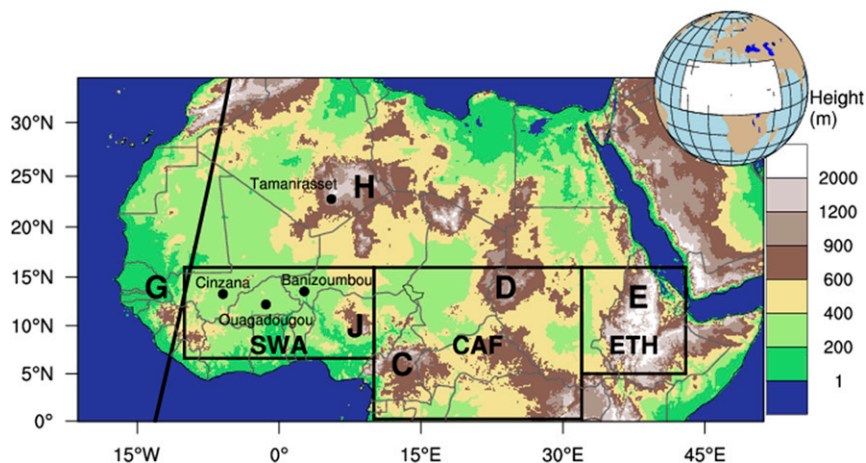 Height
(m)
30°N
25°N
20°N
15°N
10°N
5°N
0°
2000
1200
900
600
400
200
1
Tamanrasset
H
G
Cinzana
Banizoumbou
D
E
Ouagadougou
J
SWA
C
CAF
ETH
15°W
0°
15°E
30°E
45°E